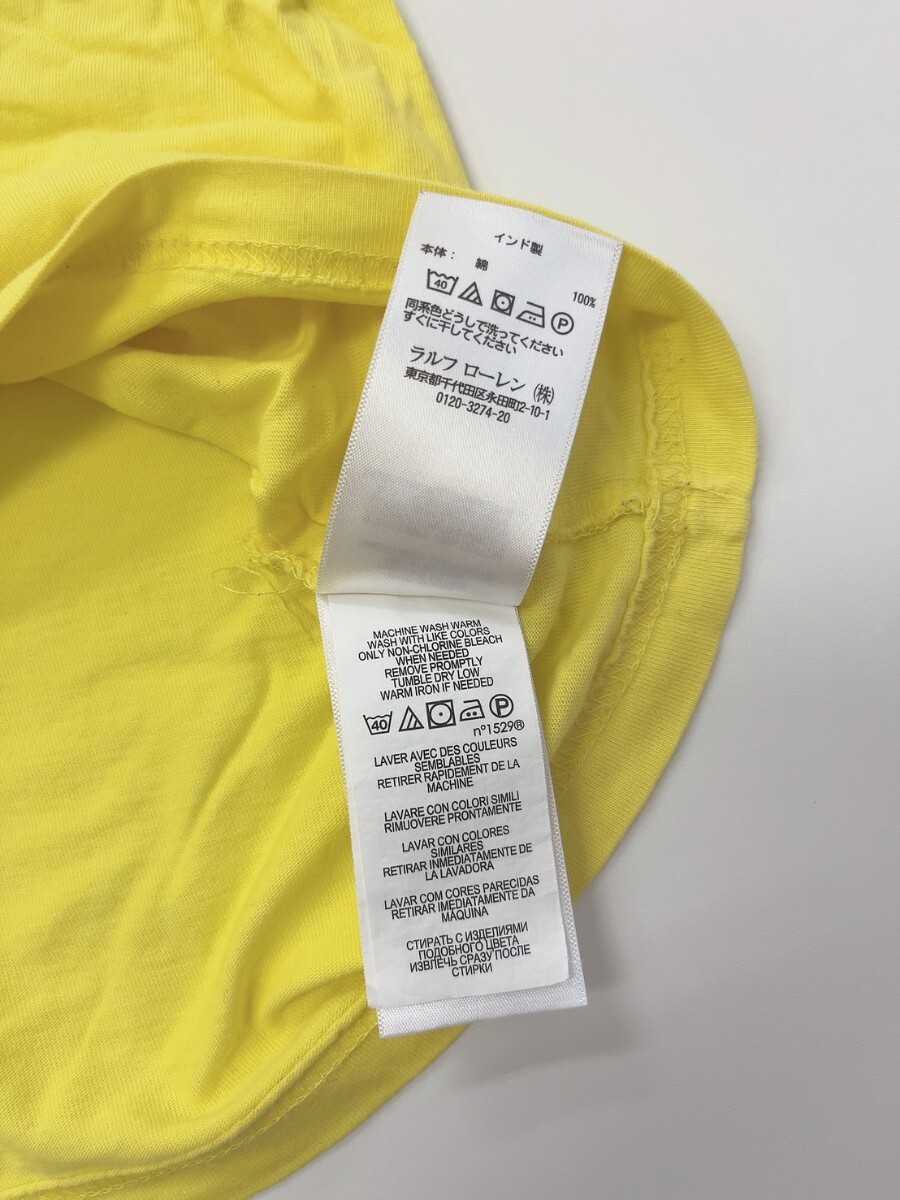 インド製
本体： 綿 100%
40 P
同系色どうしで洗ってください
すぐに干してください
ラルフ ローレン (株)
東京都千代田区永田町2-10-1
0120-3274-20
MACHINE WASH WARM
WASH WITH LIKE COLORS
ONLY NON-CHLORINE BLEACH
WHEN NEEDED
REMOVE PROMPTLY
TUMBLE DRY LOW
WARM IRON IF NEEDED
40 P
n°1529®
LAVER AVEC DES COULEURS
SEMBLABLES
RETIRER RAPIDEMENT DE LA
MACHINE
LAVARE CON COLORI SIMILI
RIMUOVERE PRONTAMENTE
LAVAR CON COLORES
SIMILARES
RETIRAR INMEDIATAMENTE DE
LA LAVADORA
LAVAR COM CORES PARECIDAS
RETIRAR IMEDIATAMENTE DA
MÁQUINA
СТИРАТЬ С ИЗДЕЛИЯМИ
ПОДОБНОГО ЦВЕТА
ИЗВЛЕЧЬ СРАЗУ ПОСЛЕ
СТИРКИ